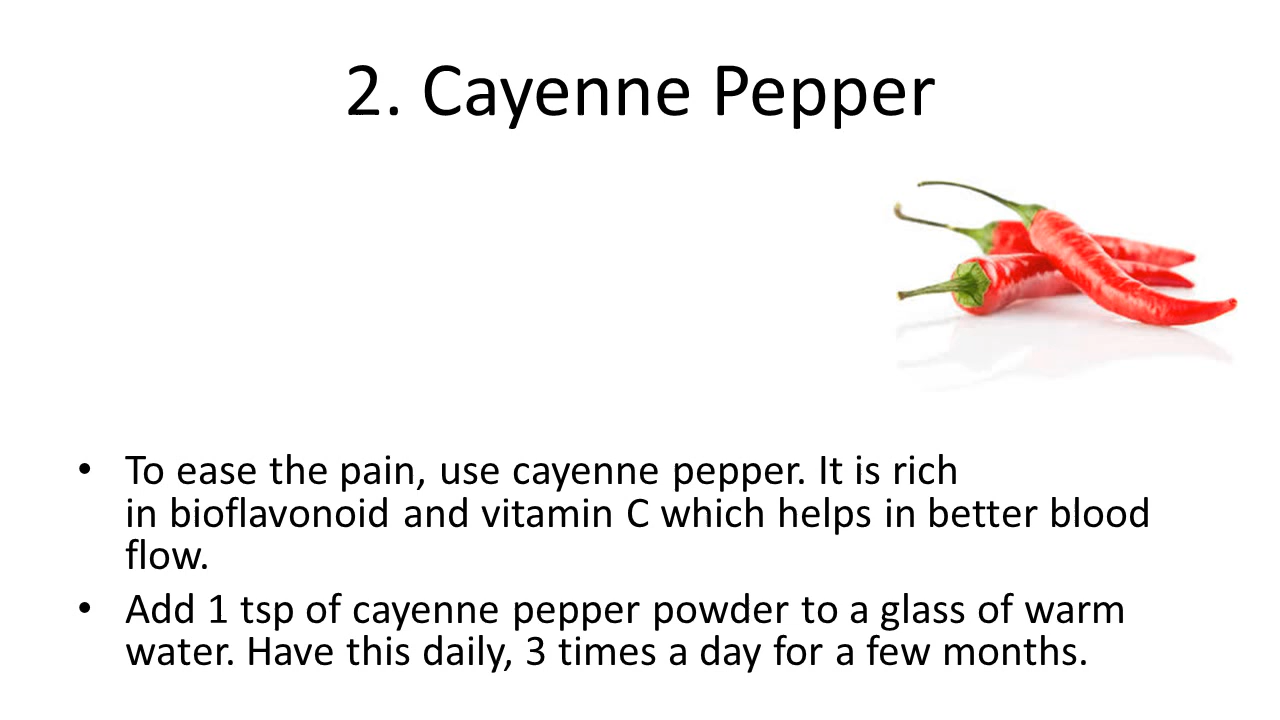 2. Cayenne Pepper
• To ease the pain, use cayenne pepper. It is rich
in bioflavonoid and vitamin C which helps in better blood
flow.
• Add 1 tsp of cayenne pepper powder to a glass of warm
water. Have this daily, 3 times a day for a few months.